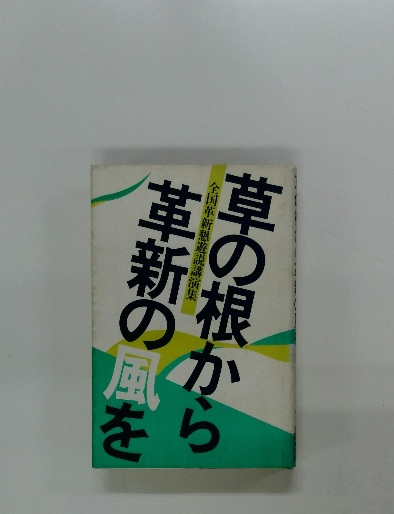 草の根から
全国革新懇遊説講演集
革新の風を